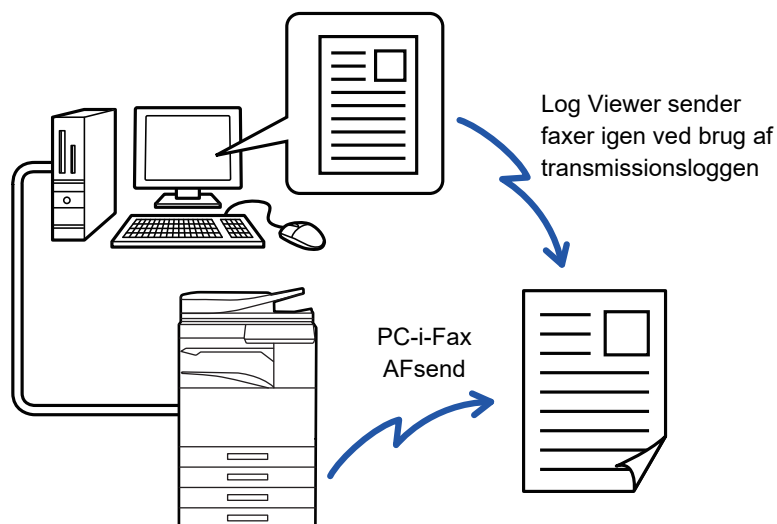 Log Viewer sender
faxer igen ved brug af
transmissionsloggen
PC-i-Fax
AFsend